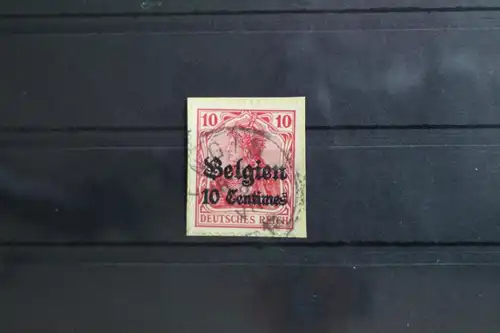 10 10
Belgien
10 Centimes
DEUTSCHES REICH